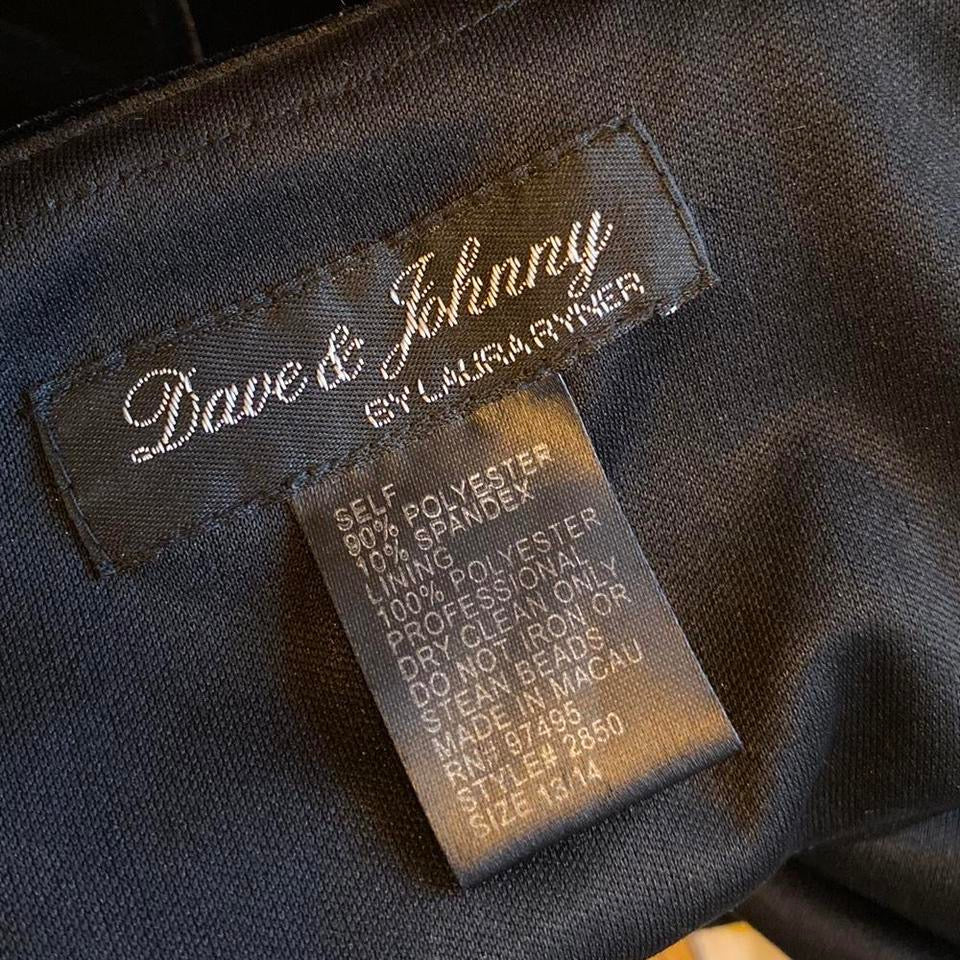 Dave & Johnny
BY LAURA RYNER
SELF
90% POLYESTER
10% SPANDEX
LINING
100% POLYESTER
PROFESSIONAL
DRY CLEAN ONLY
DO NOT IRON OR
STEAN BEADS
MADE IN MACAU
RN# 97495
STYLE# 2850
SIZE 13/14